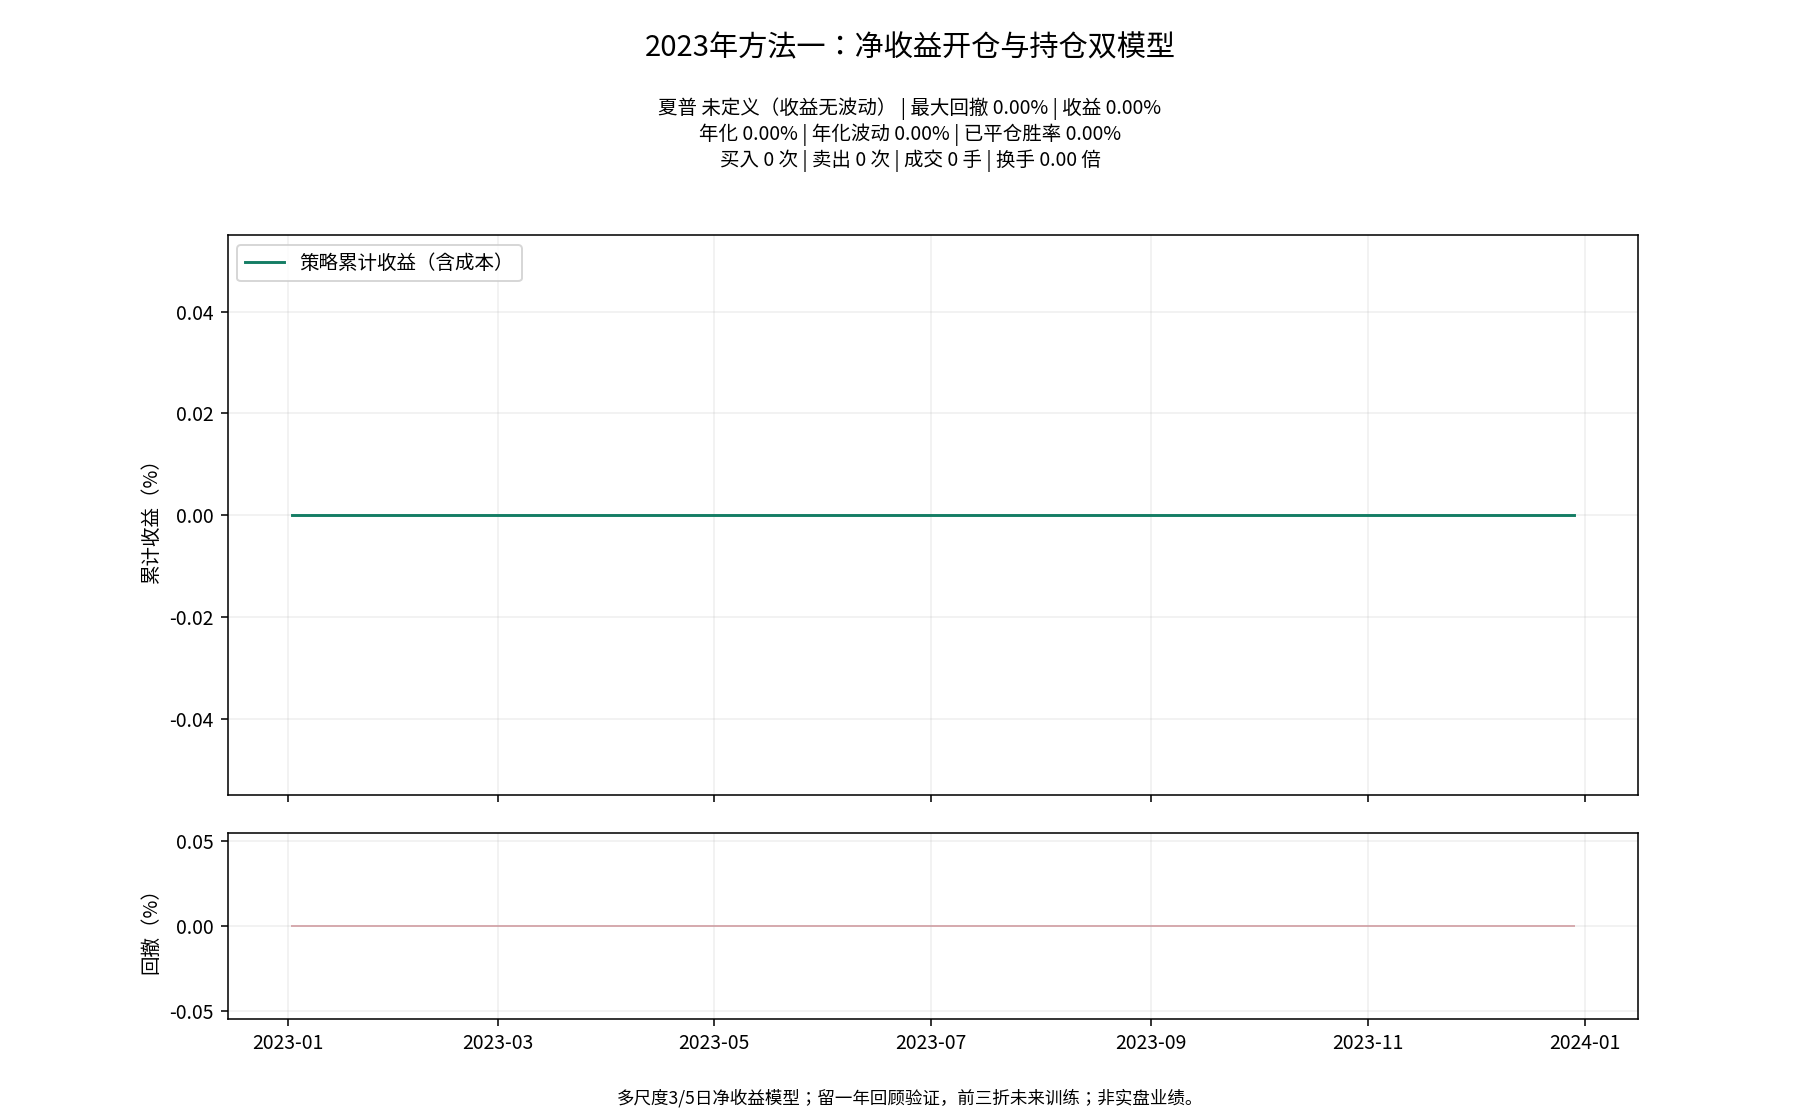 2023年方法一：净收益开仓与持仓双模型
夏普 未定义（收益无波动） | 最大回撤 0.00% | 收益 0.00%
年化 0.00% | 年化波动 0.00% | 已平仓胜率 0.00%
买入 0 次 | 卖出 0 次 | 成交 0 手 | 换手 0.00 倍
策略累计收益（含成本）
累计收益（%）
0.04
0.02
0.00
-0.02
-0.04
回撤（%）
0.05
0.00
-0.05
2023-01 2023-03 2023-05 2023-07 2023-09 2023-11 2024-01
多尺度3/5日净收益模型；留一年回顾验证，前三折未来训练；非实盘业绩。